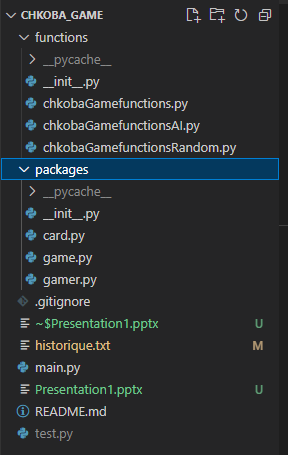 CHKOBA_GAME
functions
__pycache__
__init__.py
chkobaGamefunctions.py
chkobaGamefunctionsAI.py
chkobaGamefunctionsRandom.py
packages
__pycache__
__init__.py
card.py
game.py
gamer.py
.gitignore
~$Presentation1.pptx U
historique.txt M
main.py
Presentation1.pptx U
README.md
test.py